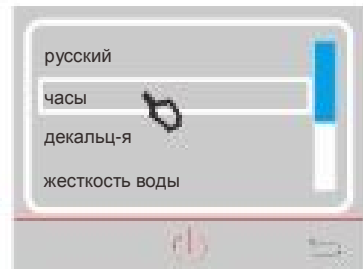 русский
часы
декальц-я
жесткость воды